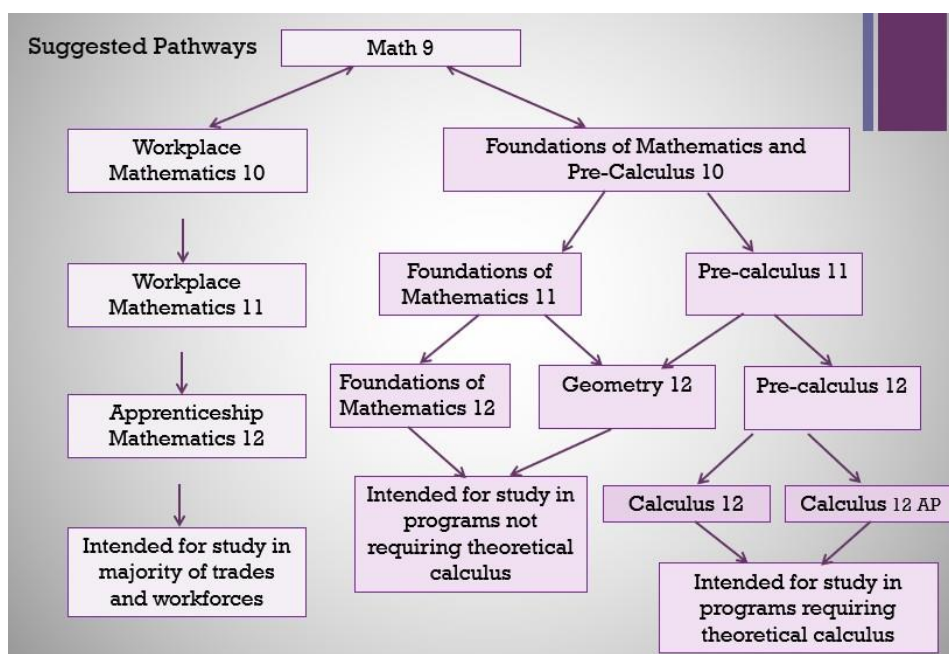 Suggested Pathways
Math 9
Workplace
Mathematics 10
Foundations of Mathematics and
Pre-Calculus 10
Workplace
Mathematics 11
Foundations of
Mathematics 11
Pre-calculus 11
Apprenticeship
Mathematics 12
Foundations of
Mathematics 12
Geometry 12
Pre-calculus 12
Intended for study in
majority of trades
and workforces
Intended for study in
programs not
requiring theoretical
calculus
Calculus 12
Calculus 12 AP
Intended for study in
programs requiring
theoretical calculus